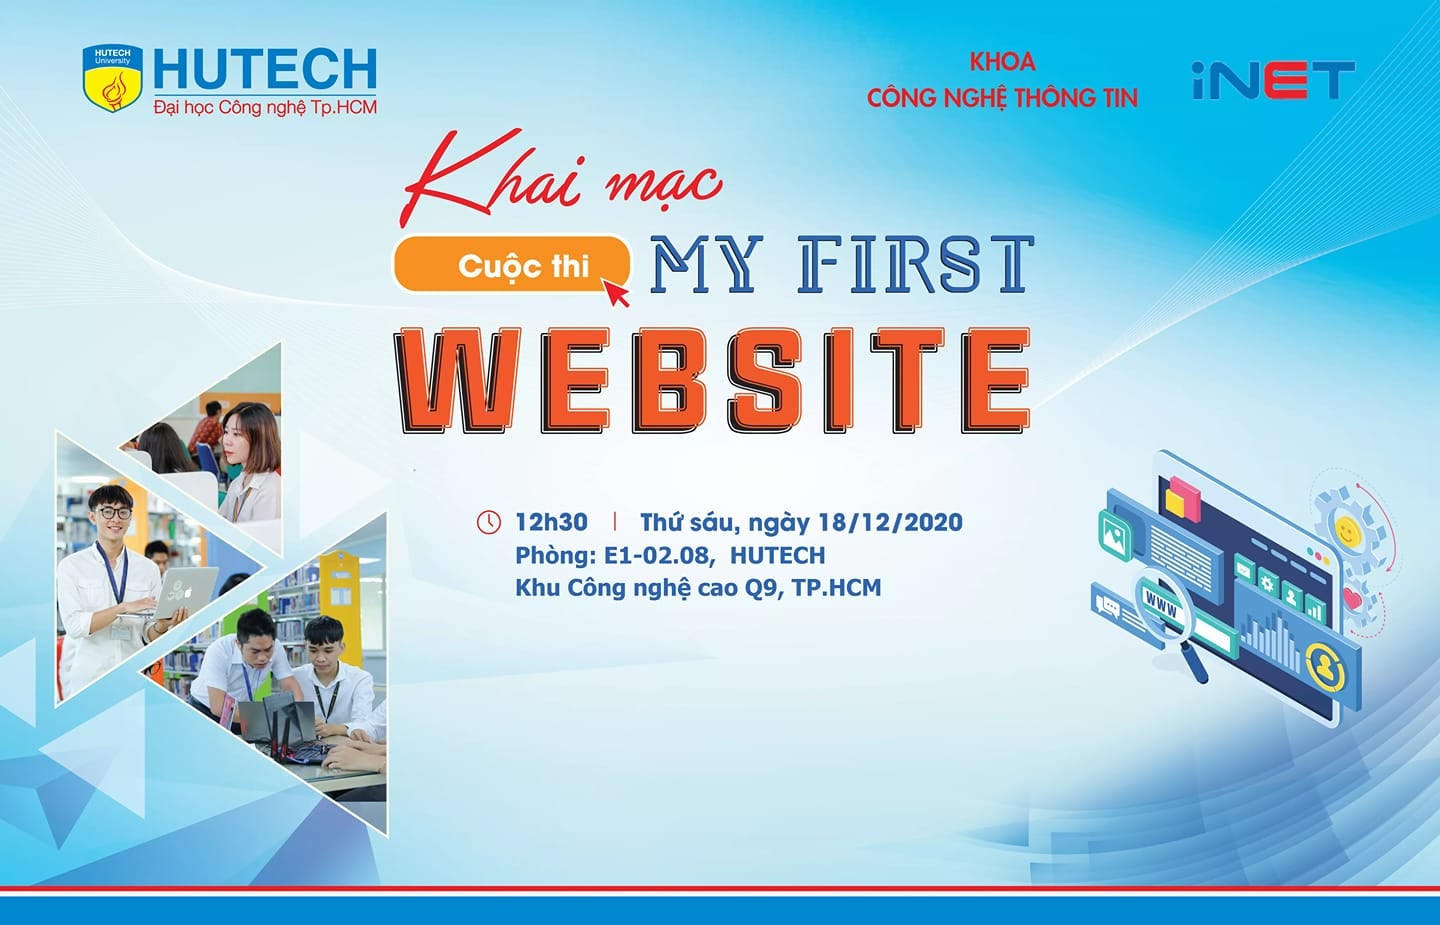 HUTECH
University
HUTECH
Đại học Công nghệ Tp.HCM
KHOA
CÔNG NGHỆ THÔNG TIN
iNET
Khai mạc
Cuộc thi
MY FIRST
WEBSITE
12h30 | Thứ sáu, ngày 18/12/2020
Phòng: E1-02.08, HUTECH
Khu Công nghệ cao Q9, TP.HCM
WWW